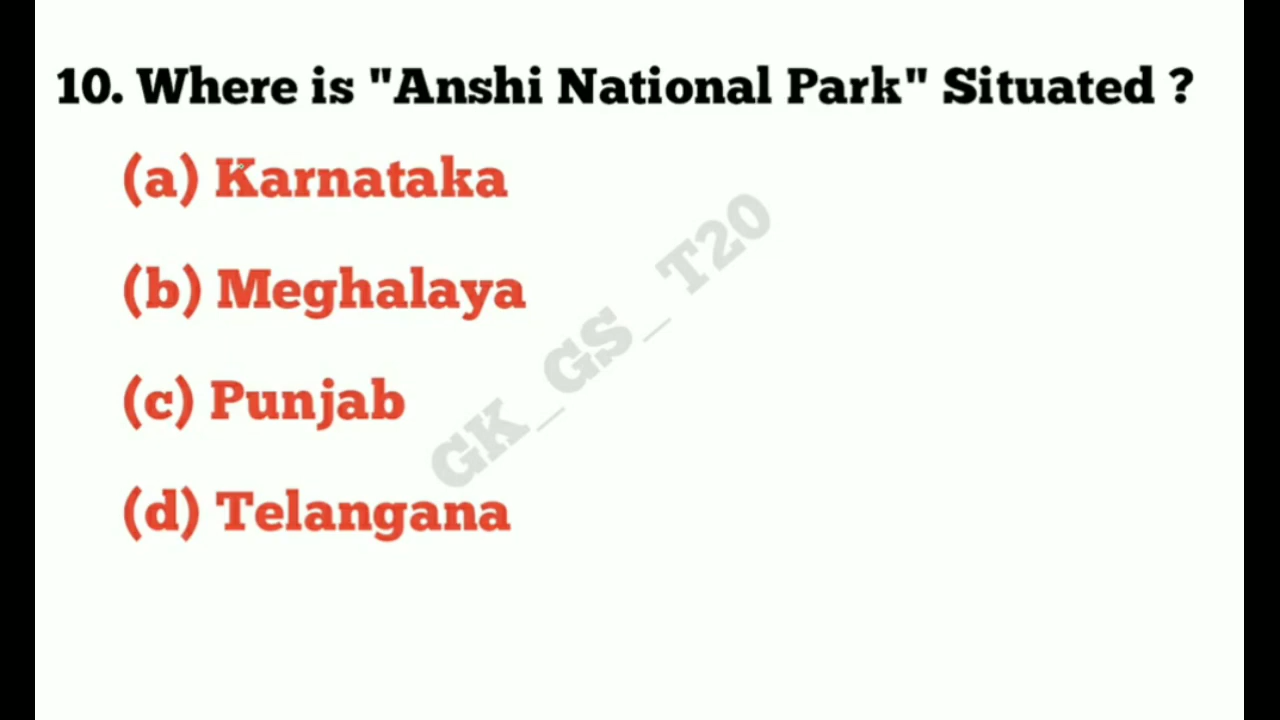 10. Where is "Anshi National Park" Situated ?
(a) Karnataka
(b) Meghalaya
(c) Punjab
(d) Telangana
GK_GS_T20